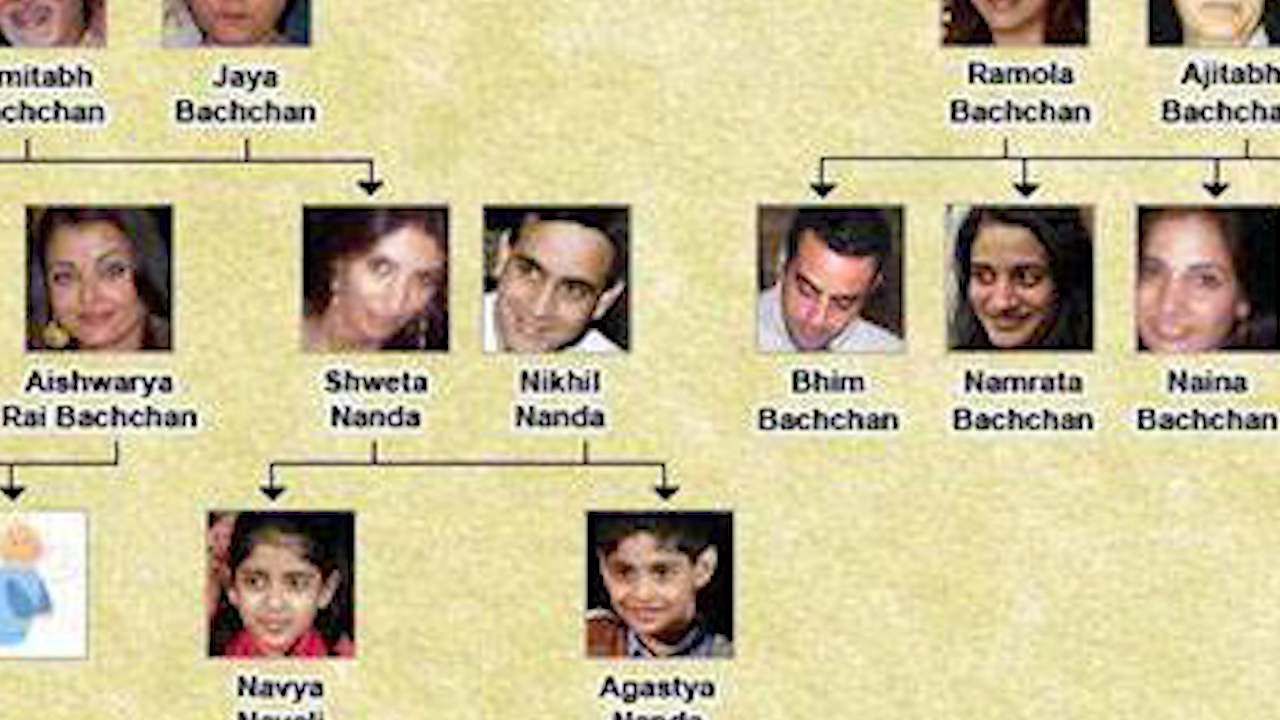 mitabh
chchan
Jaya
Bachchan
Ramola
Bachchan
Ajitabh
Bachcha
Aishwarya
Rai Bachchan
Shweta
Nanda
Nikhil
Nanda
Bhim
Bachchan
Namrata
Bachchan
Naina
Bachchan
Navya
Agastya
Nanda